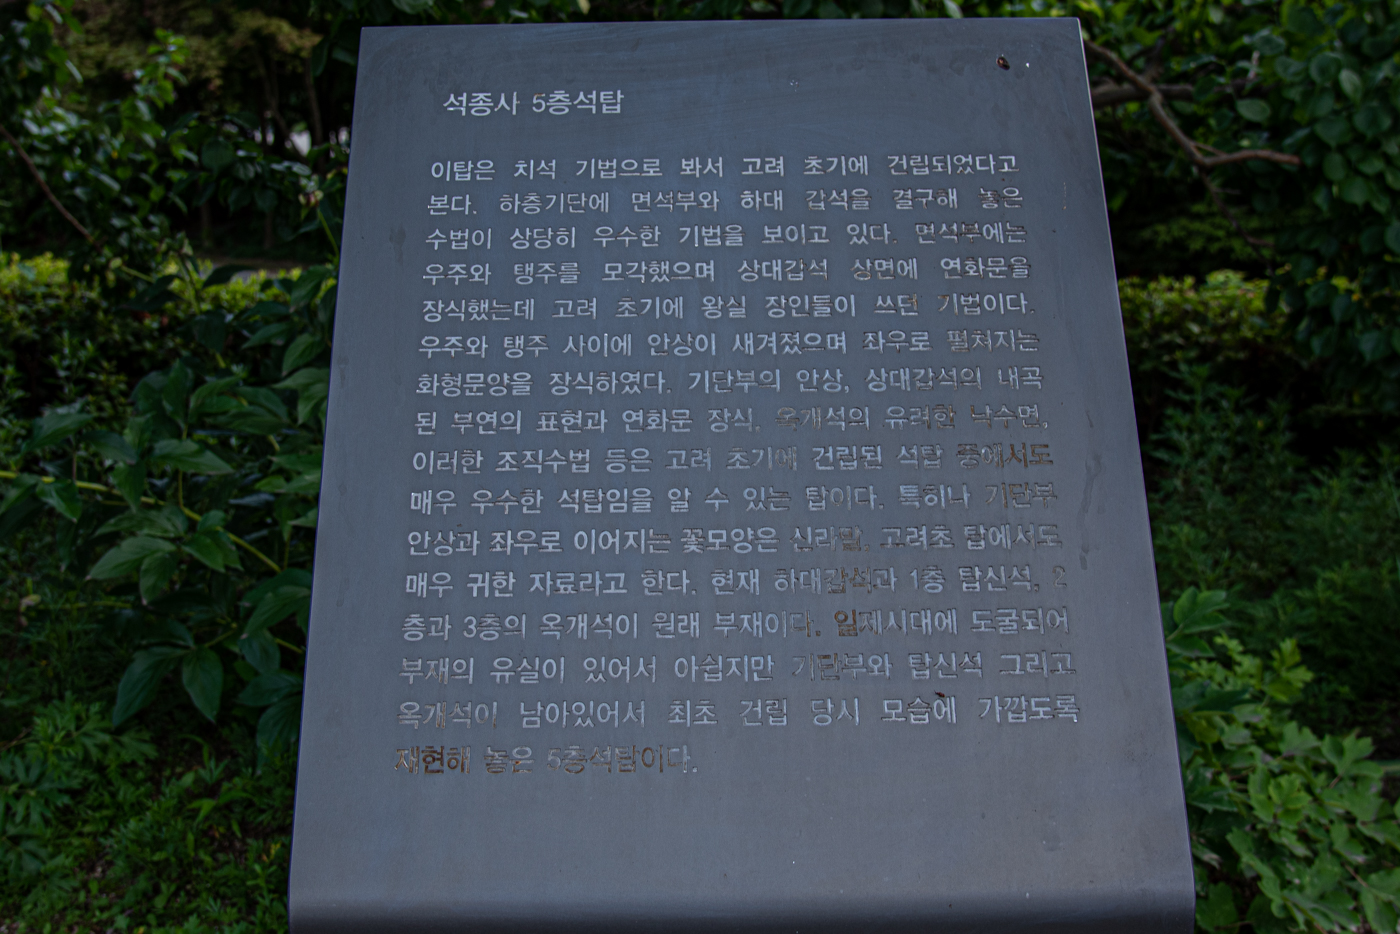 석종사 5층석탑
이탑은 치석 기법으로 봐서 고려 초기에 건립되었다고
본다. 하층기단에 면석부와 하대 갑석을 결구해 놓은
수법이 상당히 우수한 기법을 보이고 있다. 면석부에는
우주와 탱주를 모각했으며 상대갑석 상면에 연화문을
장식했는데 고려 초기에 왕실 장인들이 쓰던 기법이다.
우주와 탱주 사이에 안상이 새겨졌으며 좌우로 펼쳐지는
화형문양을 장식하였다. 기단부의 안상, 상대갑석의 내곡
된 부연의 표현과 연화문 장식. 옥개석의 유려한 낙수면,
이러한 조직수법 등은 고려 초기에 건립된 석탑 중에서도
매우 우수한 석탑임을 알 수 있는 탑이다. 특히나 기단부
안상과 좌우로 이어지는 꽃모양은 신라말, 고려초 탑에서도
매우 귀한 자료라고 한다. 현재 하대갑석과 1층 탑신석, 2
층과 3층의 옥개석이 원래 부재이다. 일제시대에 도굴되어
부재의 유실이 있어서 아쉽지만 기단부와 탑신석 그리고
옥개석이 남아있어서 최초 건립 당시 모습에 가깝도록
재현해 놓은 5층석탑이다.